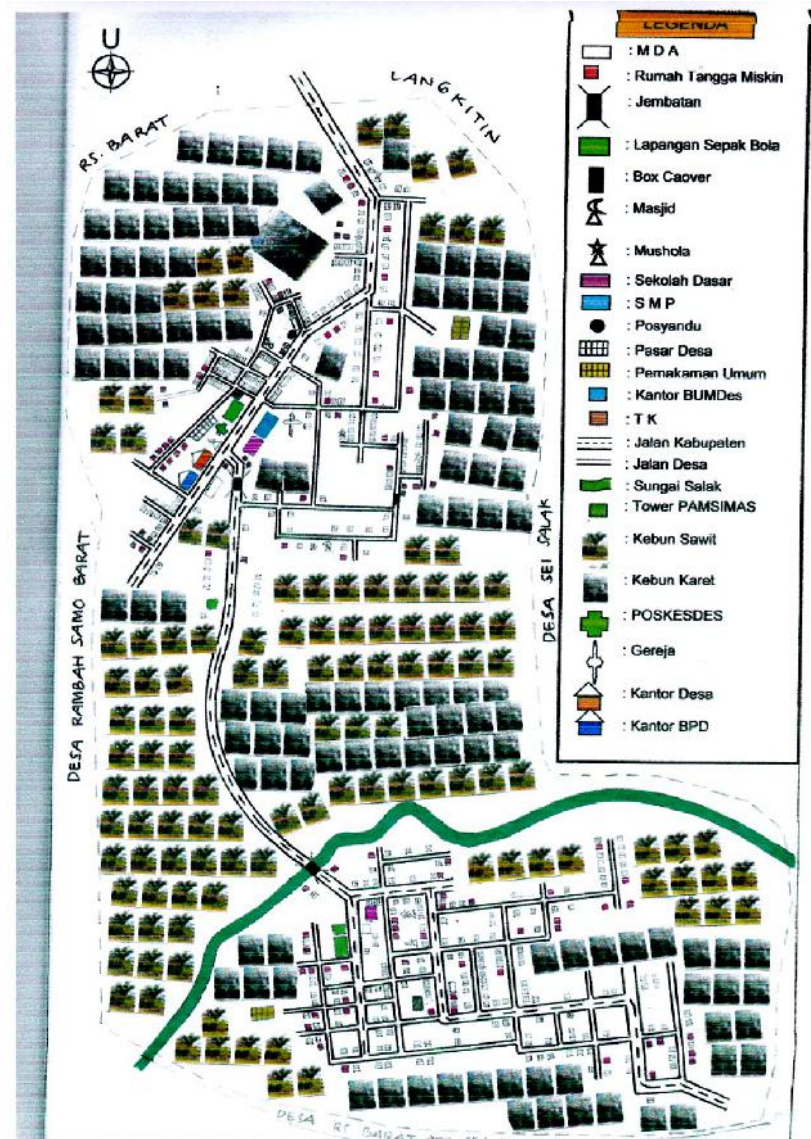 U
LANGKITIN
RS. BARAT
DESA RAMBAH SAMO BARAT
DESA SEI SALAK
DESA RS BARAT
LEGENDA
: M D A
: Rumah Tangga Miskin
: Jembatan
: Lapangan Sepak Bola
: Box Caover
: Masjid
: Mushola
: Sekolah Dasar
: S M P
: Posyandu
: Pasar Desa
: Pemakaman Umum
: Kantor BUMDes
: T K
: Jalan Kabupaten
: Jalan Desa
: Sungai Salak
: Tower PAMSIMAS
: Kebun Sawit
: Kebun Karet
: POSKESDES
: Gereja
: Kantor Desa
: Kantor BPD